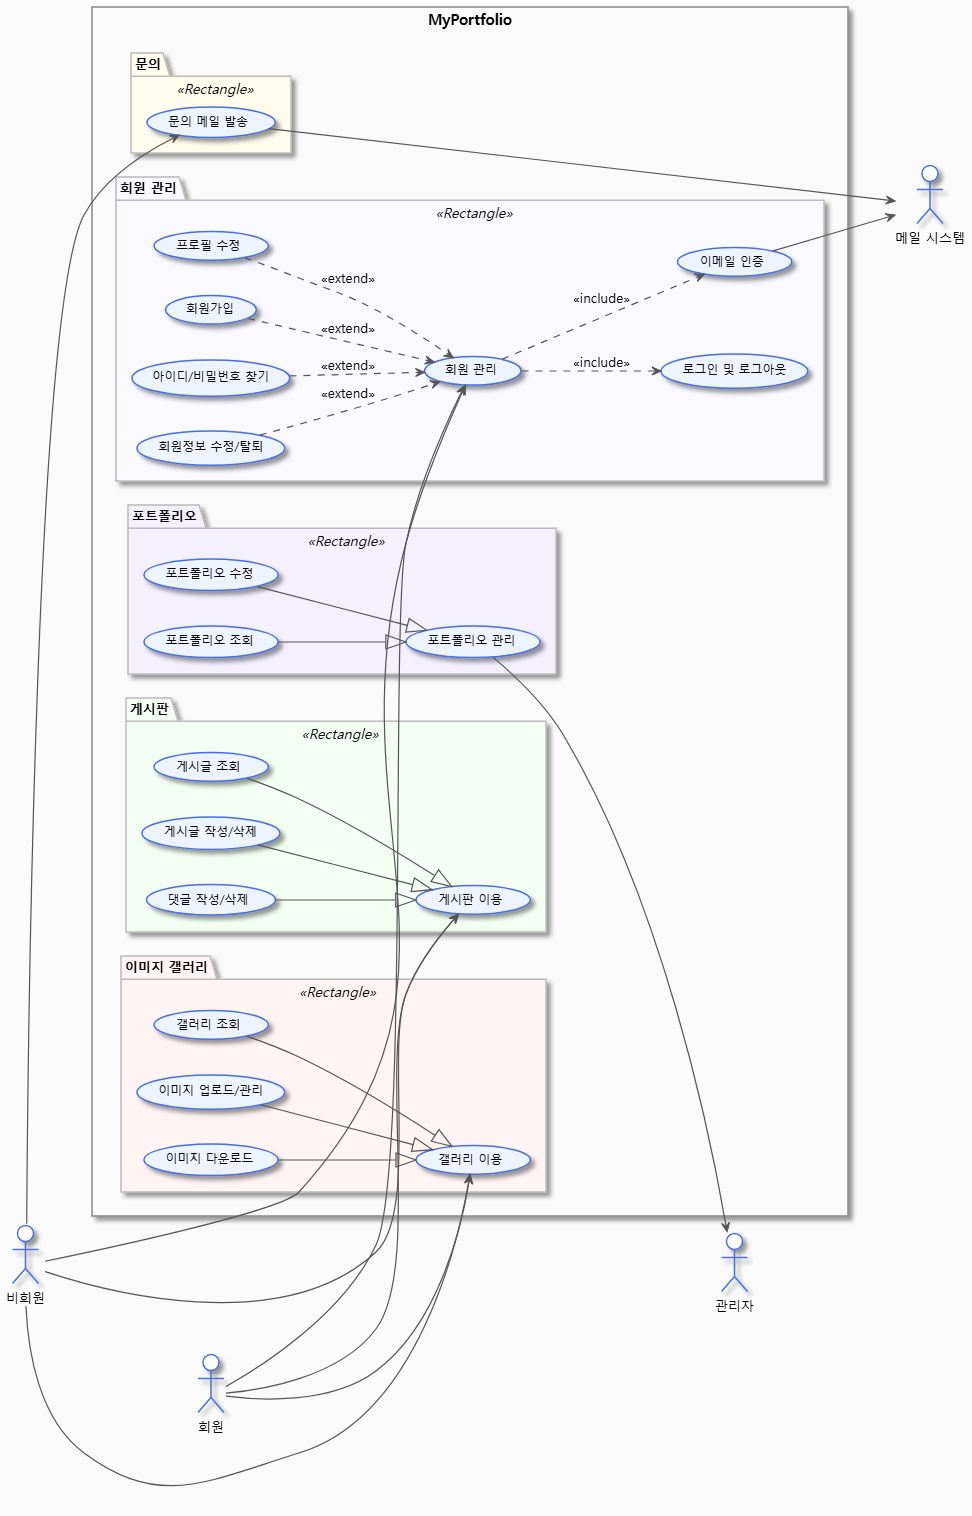 MyPortfolio
문의
«Rectangle»
문의 메일 발송
메일 시스템
회원 관리
«Rectangle»
프로필 수정
«extend»
이메일 인증
«include»
회원가입
«extend»
아이디/비밀번호 찾기
«extend»
회원 관리
«include»
로그인 및 로그아웃
«extend»
회원정보 수정/탈퇴
포트폴리오
«Rectangle»
포트폴리오 수정
포트폴리오 조회
포트폴리오 관리
게시판
«Rectangle»
게시글 조회
게시글 작성/삭제
댓글 작성/삭제
게시판 이용
이미지 갤러리
«Rectangle»
갤러리 조회
이미지 업로드/관리
이미지 다운로드
갤러리 이용
비회원
관리자
회원